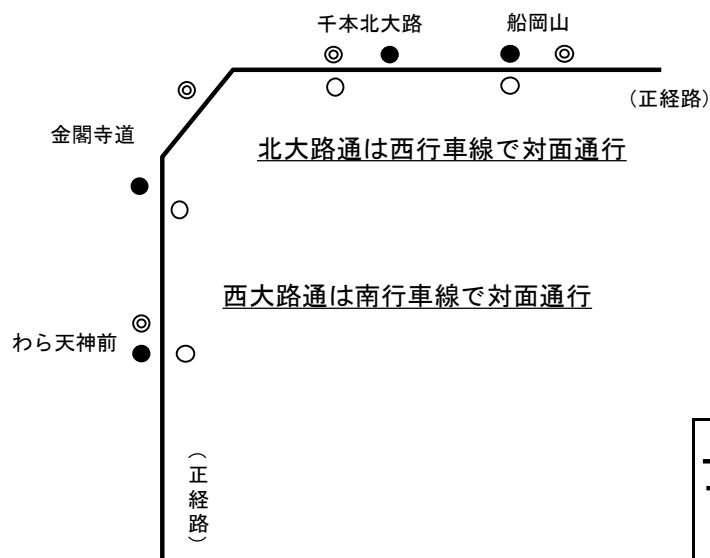 千本北大路
船岡山
(正経路)
金閣寺道
北大路通は西行車線で対面通行
西大路通は南行車線で対面通行
わら天神前
(正経路)